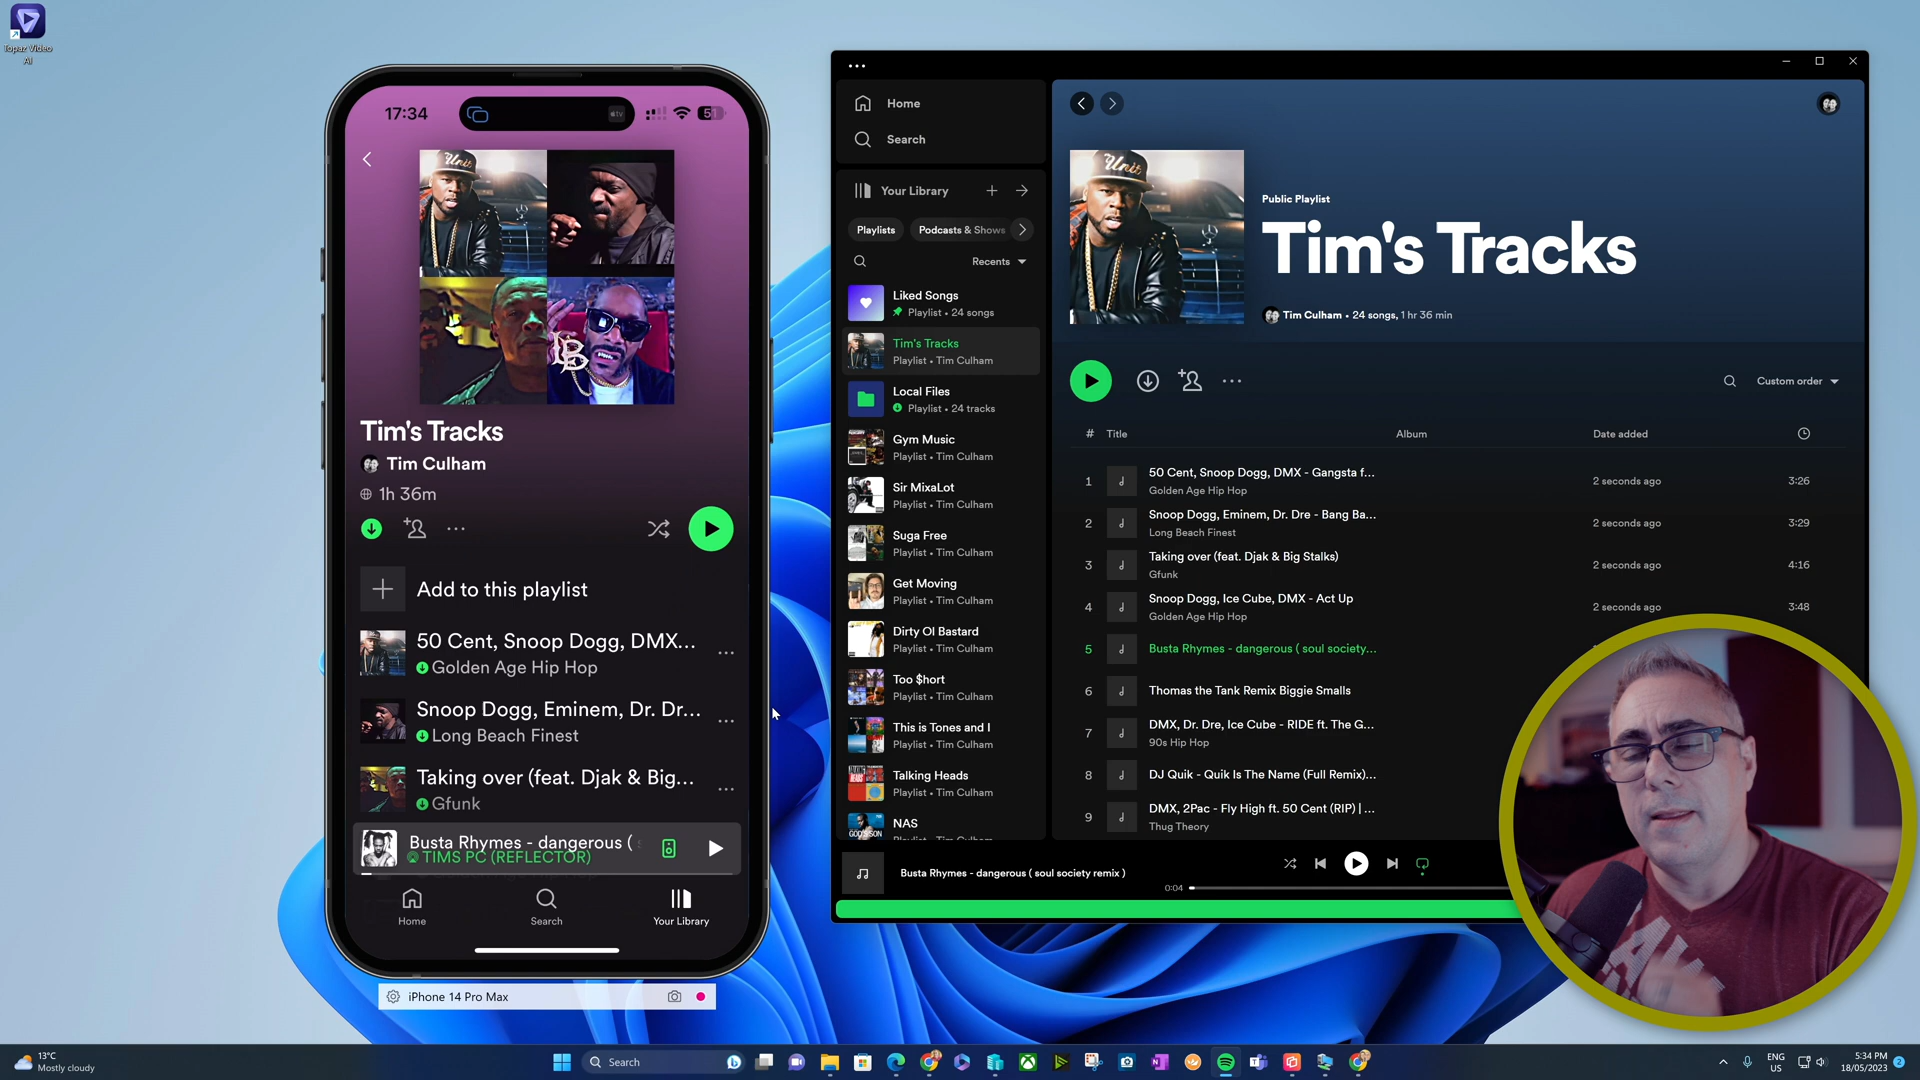 Topaz Video
AI
17:34
tv
51
Unit
LB
Tim's Tracks
Tim Culham
1h 36m
Add to this playlist
50 Cent, Snoop Dogg, DMX...
Golden Age Hip Hop
Snoop Dogg, Eminem, Dr. Dr...
Long Beach Finest
Taking over (feat. Djak & Big...
Gfunk
Busta Rhymes - dangerous (
TIMS PC (REFLECTOR)
Home
Search
Your Library
iPhone 14 Pro Max
Home
Search
Your Library
Playlists
Podcasts & Shows
Recents
Liked Songs
Playlist • 24 songs
Tim's Tracks
Playlist • Tim Culham
Local Files
Playlist • 24 tracks
Gym Music
Playlist • Tim Culham
Sir MixaLot
Playlist • Tim Culham
Suga Free
Playlist • Tim Culham
Get Moving
Playlist • Tim Culham
Dirty Ol Bastard
Playlist • Tim Culham
Too $hort
Playlist • Tim Culham
This is Tones and I
Playlist • Tim Culham
Talking Heads
Playlist • Tim Culham
NAS
GOD'S SON
Unit
Public Playlist
Tim's Tracks
Tim Culham • 24 songs, 1 hr 36 min
Custom order
# Title Album Date added
1 50 Cent, Snoop Dogg, DMX - Gangsta f... 2 seconds ago 3:26
Golden Age Hip Hop
2 Snoop Dogg, Eminem, Dr. Dre - Bang Ba... 2 seconds ago 3:29
Long Beach Finest
3 Taking over (feat. Djak & Big Stalks) 2 seconds ago 4:16
Gfunk
4 Snoop Dogg, Ice Cube, DMX - Act Up 2 seconds ago 3:48
Golden Age Hip Hop
5 Busta Rhymes - dangerous ( soul society...
6 Thomas the Tank Remix Biggie Smalls
7 DMX, Dr. Dre, Ice Cube - RIDE ft. The G...
90s Hip Hop
8 DJ Quik - Quik Is The Name (Full Remix)...
9 DMX, 2Pac - Fly High ft. 50 Cent (RIP) | ...
Thug Theory
Busta Rhymes - dangerous ( soul society remix )
0:04
13°C
Mostly cloudy
Search
ENG
US
5:34 PM
18/05/2023
2